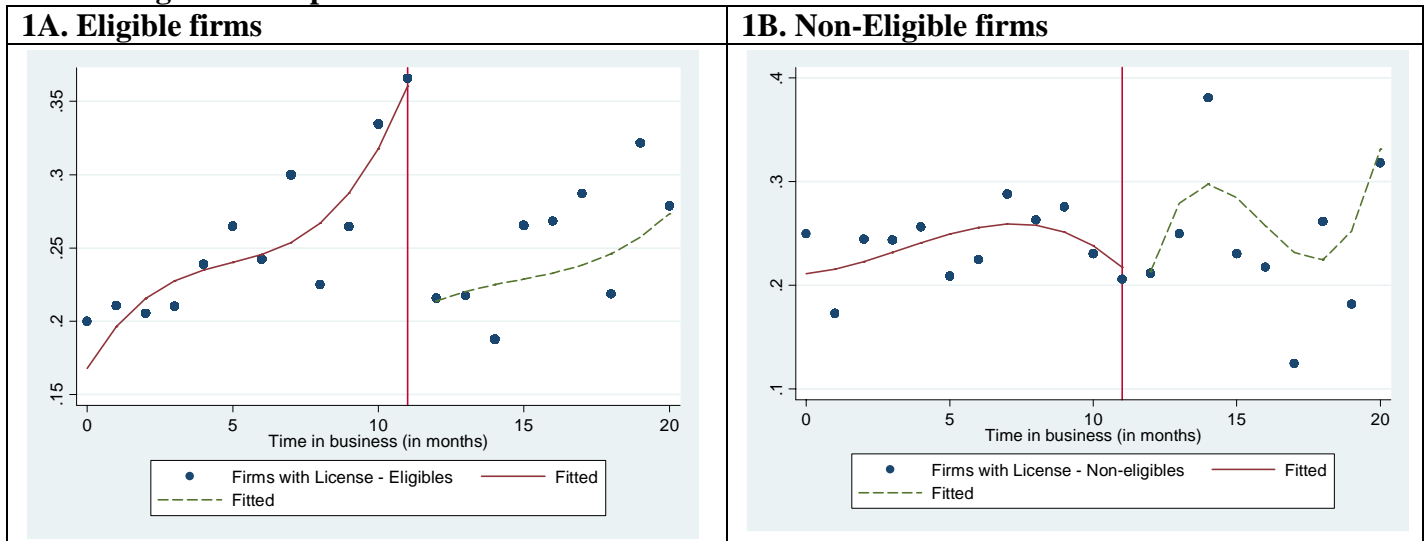 1A. Eligible firms
1B. Non-Eligible firms
.35
.3
.25
.2
.15
0 5 10 15 20
Time in business (in months)
Firms with License - Eligibles Fitted
Fitted
.4
.3
.2
.1
0 5 10 15 20
Time in business (in months)
Firms with License - Non-eligibles Fitted
Fitted